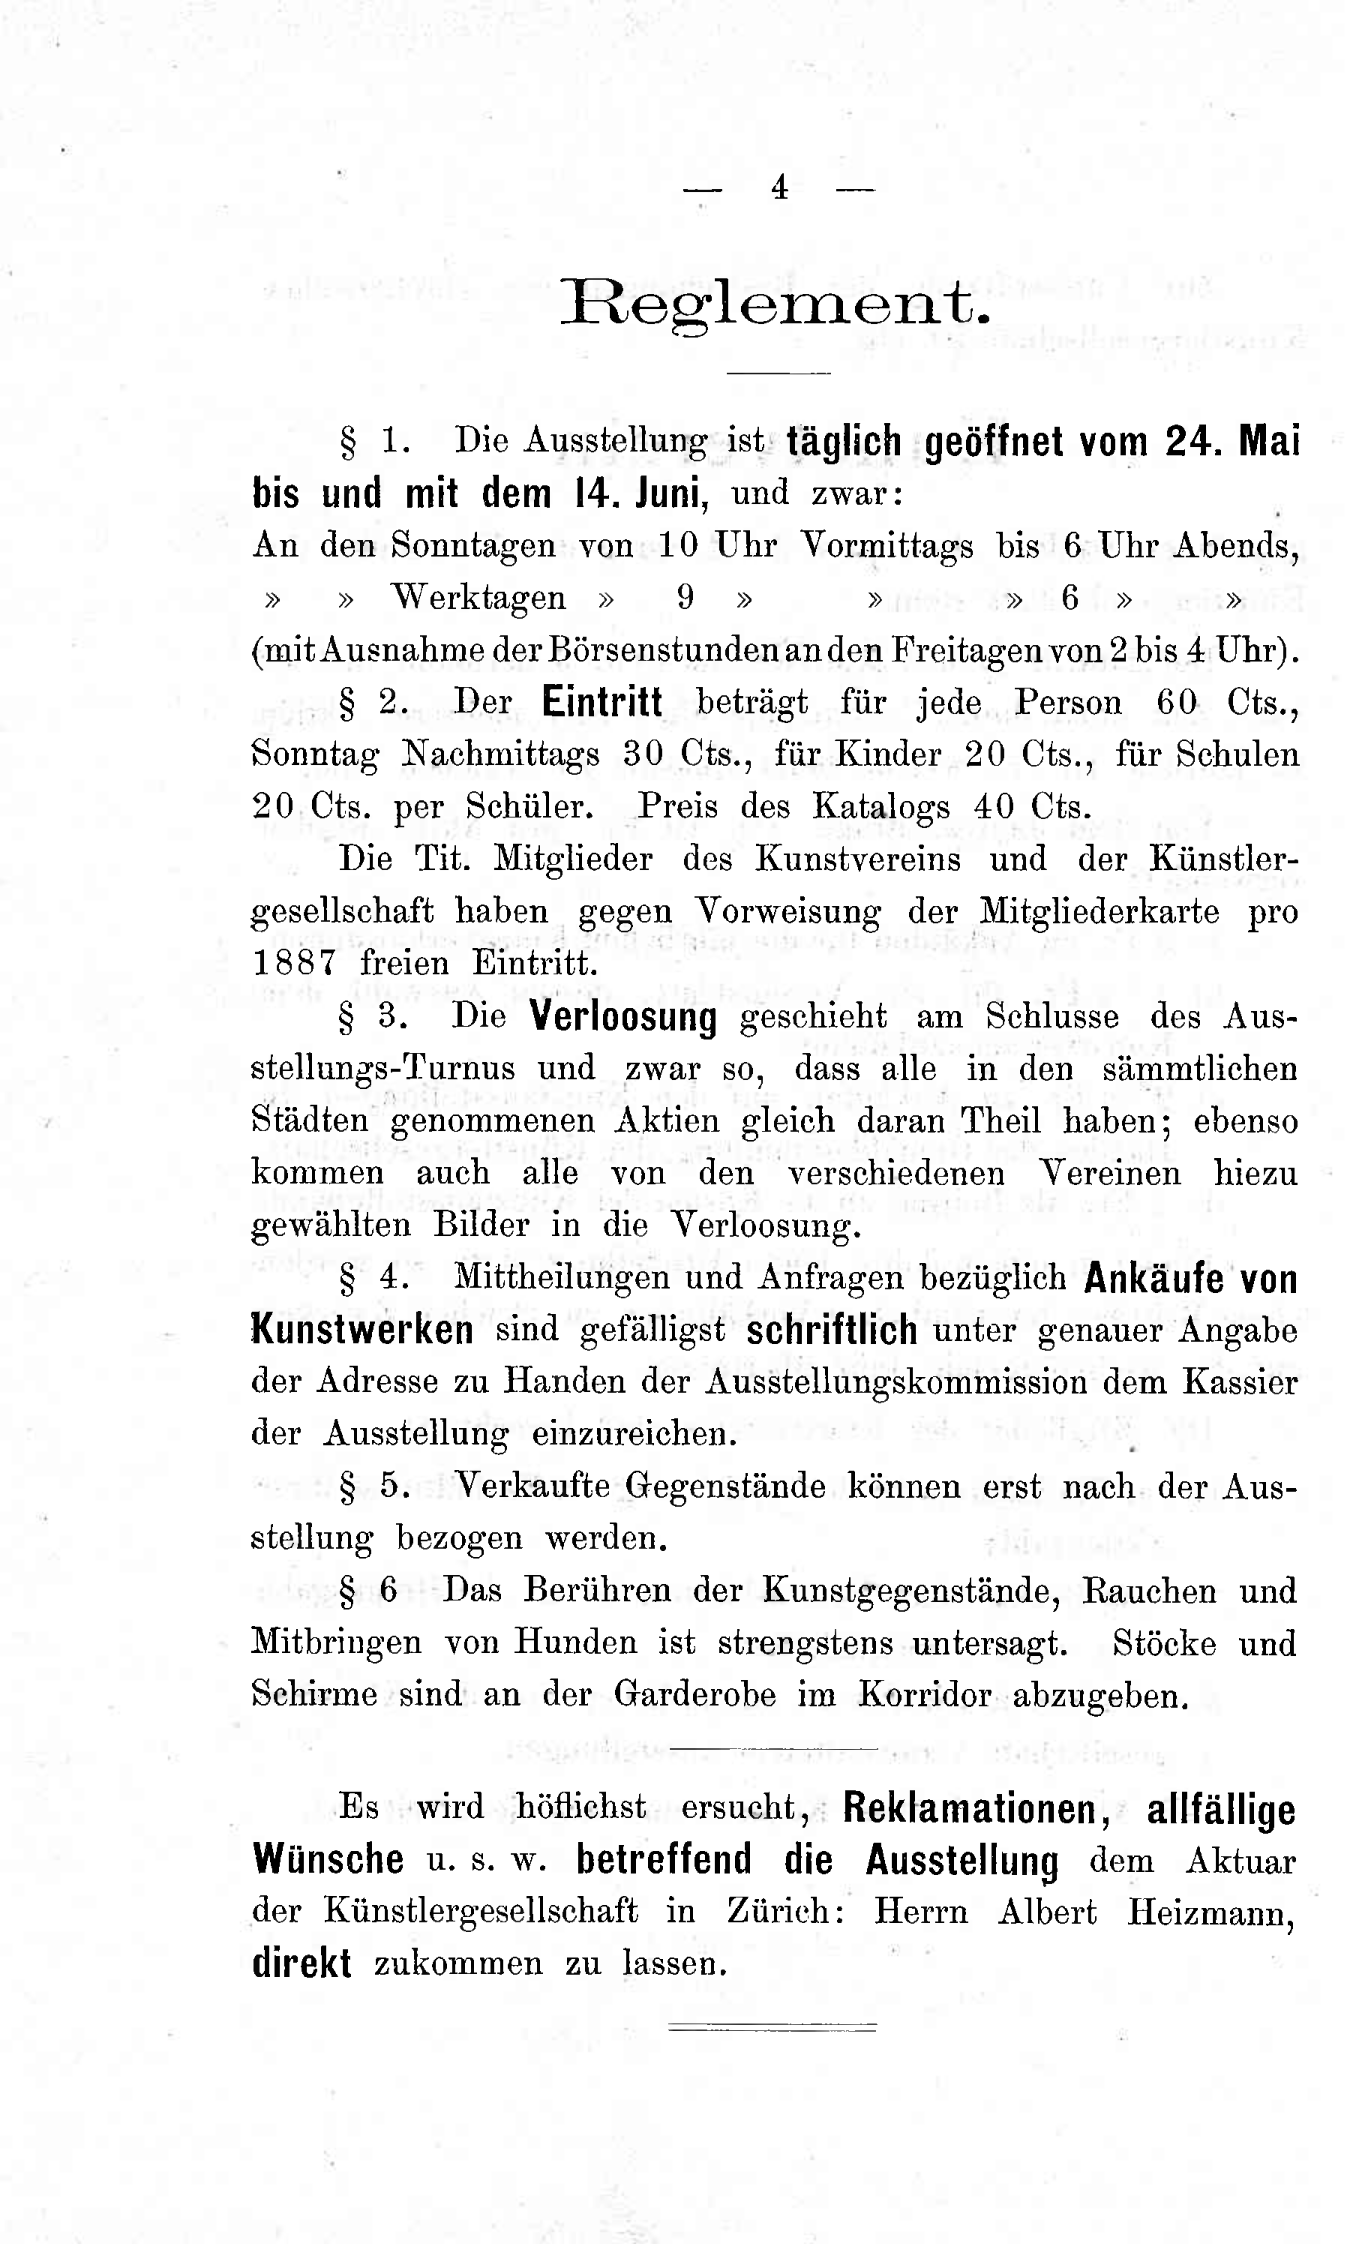 — 4 —
Reglement.
§ 1. Die Ausstellung ist täglich geöffnet vom 24. Mai
bis und mit dem 14. Juni, und zwar:
An den Sonntagen von 10 Uhr Vormittags bis 6 Uhr Abends,
» » Werktagen » 9 » » » 6 » »
(mit Ausnahme der Börsenstunden an den Freitagen von 2 bis 4 Uhr).
§ 2. Der Eintritt beträgt für jede Person 60 Cts.,
Sonntag Nachmittags 30 Cts., für Kinder 20 Cts., für Schulen
20 Cts. per Schüler. Preis des Katalogs 40 Cts.
Die Tit. Mitglieder des Kunstvereins und der Künstler-
gesellschaft haben gegen Vorweisung der Mitgliederkarte pro
1887 freien Eintritt.
§ 3. Die Verloosung geschieht am Schlusse des Aus-
stellungs-Turnus und zwar so, dass alle in den sämmtlichen
Städten genommenen Aktien gleich daran Theil haben; ebenso
kommen auch alle von den verschiedenen Vereinen hiezu
gewählten Bilder in die Verloosung.
§ 4. Mittheilungen und Anfragen bezüglich Ankäufe von
Kunstwerken sind gefälligst schriftlich unter genauer Angabe
der Adresse zu Handen der Ausstellungskommission dem Kassier
der Ausstellung einzureichen.
§ 5. Verkaufte Gegenstände können erst nach der Aus-
stellung bezogen werden.
§ 6 Das Berühren der Kunstgegenstände, Rauchen und
Mitbringen von Hunden ist strengstens untersagt. Stöcke und
Schirme sind an der Garderobe im Korridor abzugeben.
Es wird höflichst ersucht, Reklamationen, allfällige
Wünsche u. s. w. betreffend die Ausstellung dem Aktuar
der Künstlergesellschaft in Zürich: Herrn Albert Heizmann,
direkt zukommen zu lassen.